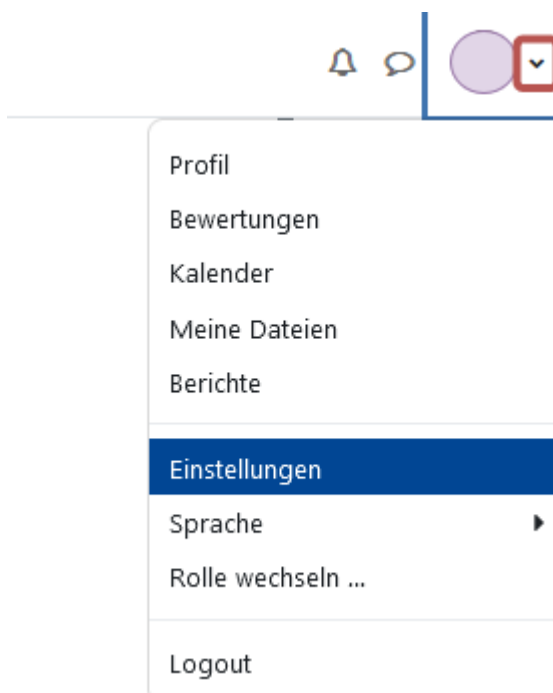 Profil
Bewertungen
Kalender
Meine Dateien
Berichte
Einstellungen
Sprache
Rolle wechseln ...
Logout